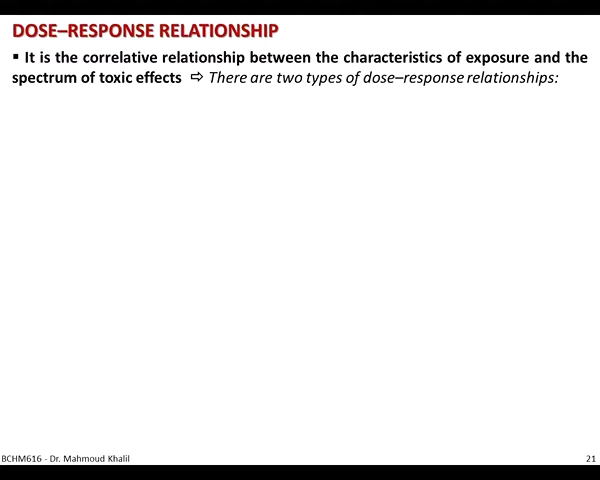 DOSE–RESPONSE RELATIONSHIP
▪ It is the correlative relationship between the characteristics of exposure and the
spectrum of toxic effects ⇨ There are two types of dose–response relationships:
BCHM616 - Dr. Mahmoud Khalil
21